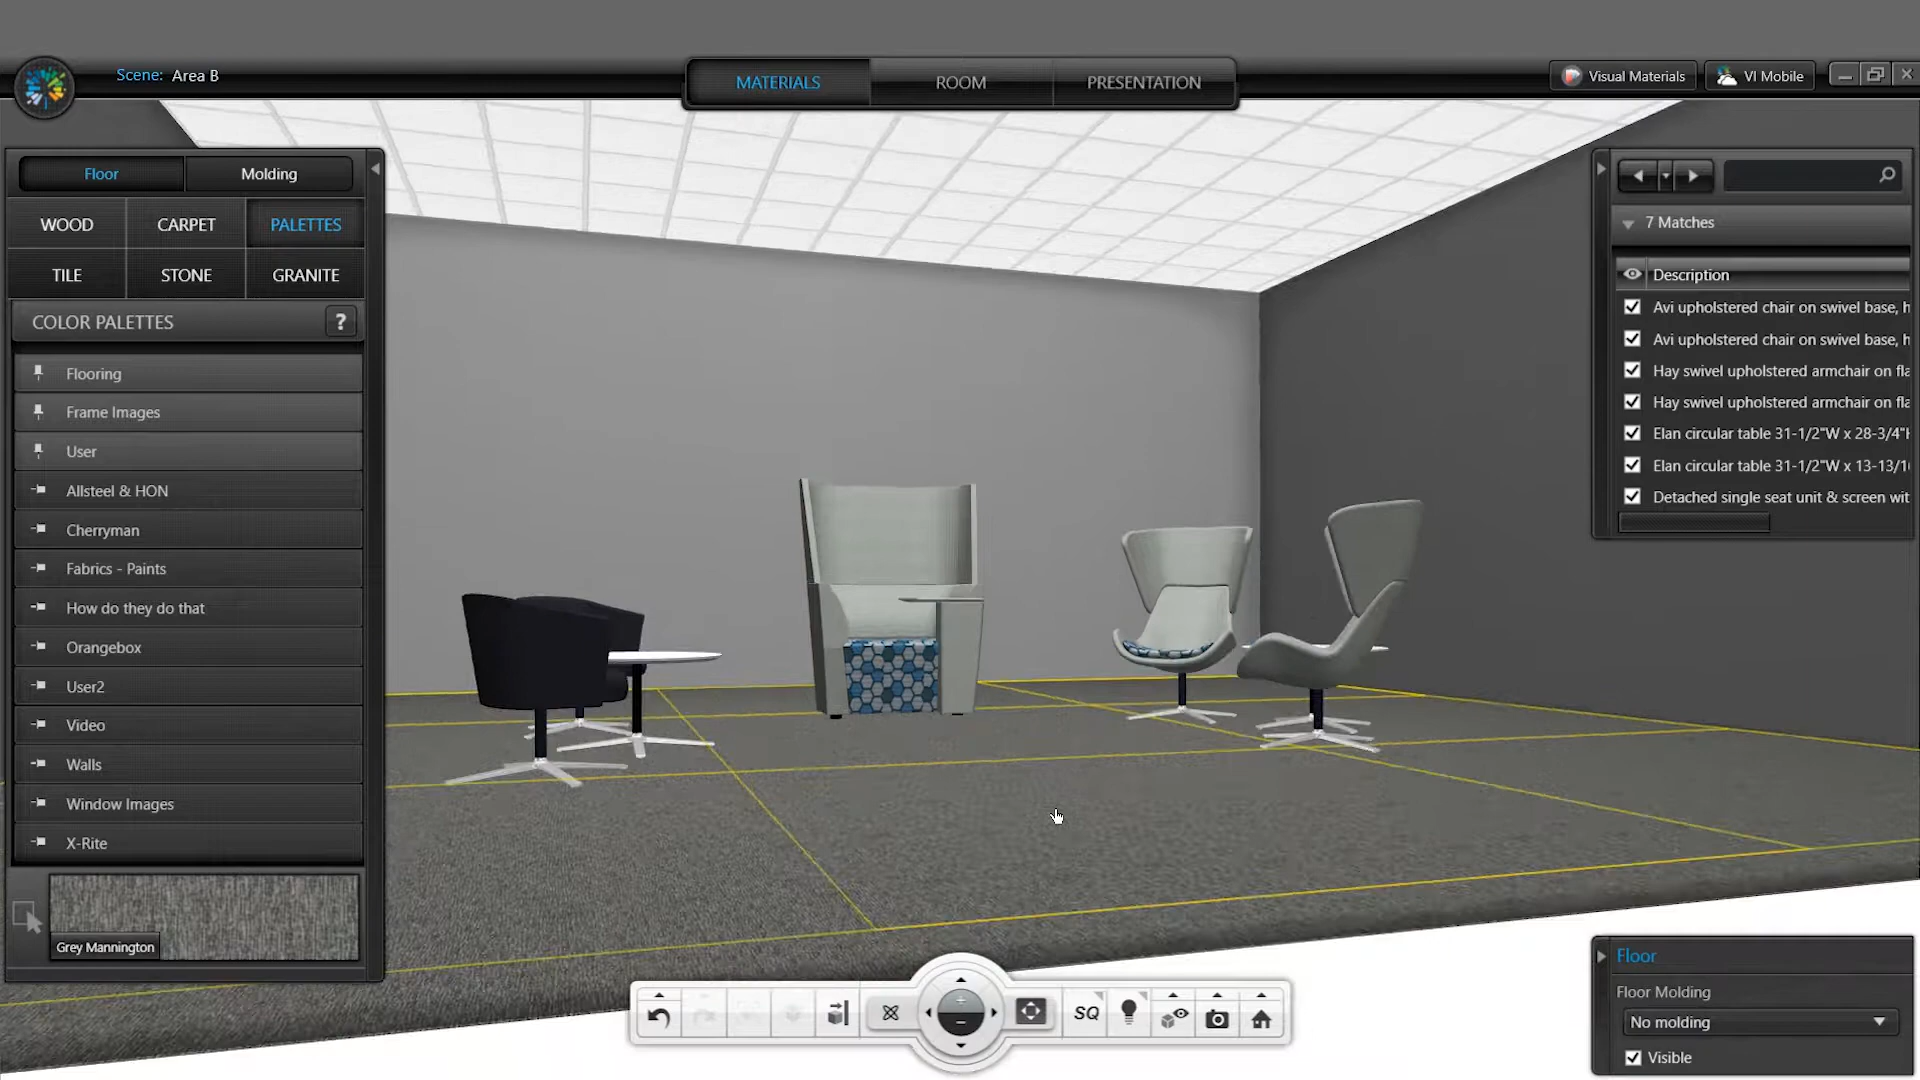 Scene: Area B
MATERIALS
ROOM
PRESENTATION
Visual Materials
VI Mobile
Floor
Molding
WOOD
CARPET
PALETTES
TILE
STONE
GRANITE
COLOR PALETTES
?
Flooring
Frame Images
User
Allsteel & HON
Cherryman
Fabrics - Paints
How do they do that
Orangebox
User2
Video
Walls
Window Images
X-Rite
Grey Mannington
7 Matches
Description
Avi upholstered chair on swivel base, h
Avi upholstered chair on swivel base, h
Hay swivel upholstered armchair on fla
Hay swivel upholstered armchair on fla
Elan circular table 31-1/2"W x 28-3/4"H
Elan circular table 31-1/2"W x 13-13/16
Detached single seat unit & screen wit
SQ
Floor
Floor Molding
No molding
Visible